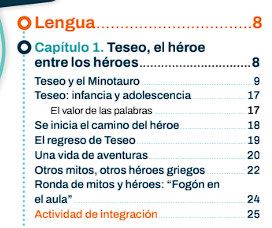 Lengua..............................8
Capítulo 1. Teseo, el héroe
entre los héroes..............................8
Teseo y el Minotauro 9
Teseo: infancia y adolescencia 17
El valor de las palabras 17
Se inicia el camino del héroe 18
El regreso de Teseo 19
Una vida de aventuras 20
Otros mitos, otros héroes griegos 22
Ronda de mitos y héroes: “Fogón en
el aula” 24
Actividad de integración 25